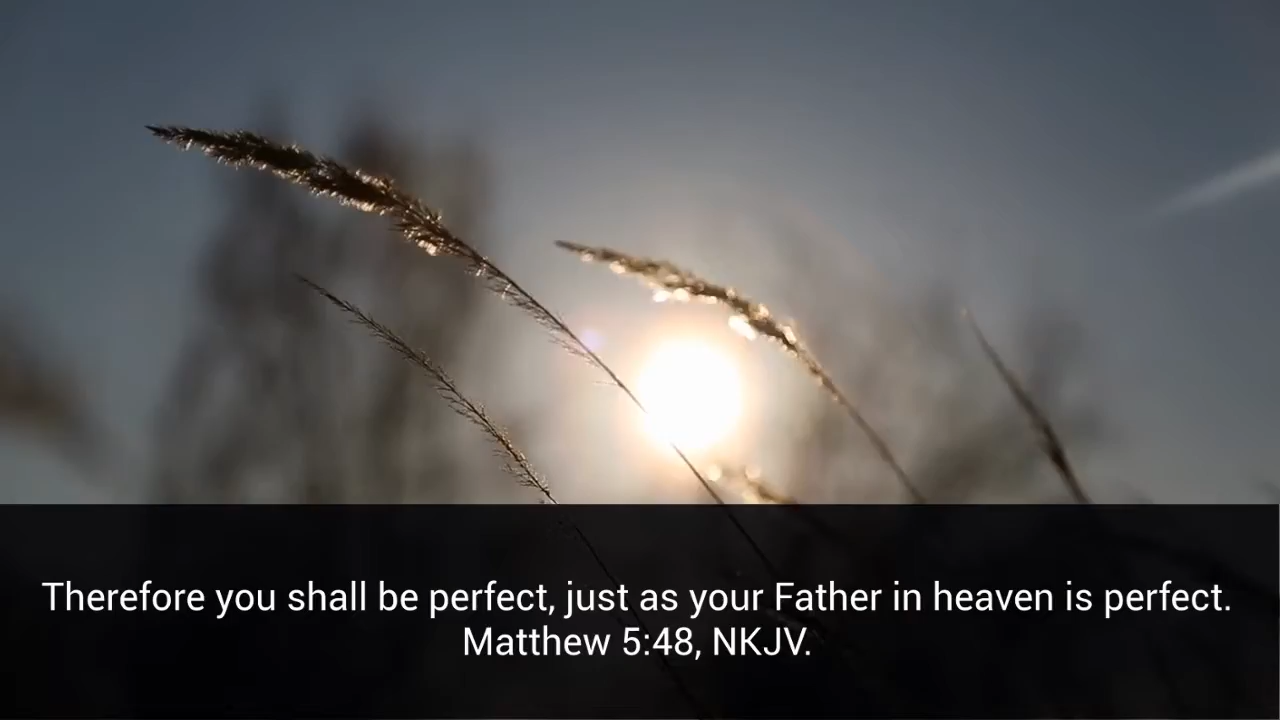 Therefore you shall be perfect, just as your Father in heaven is perfect.
Matthew 5:48, NKJV.